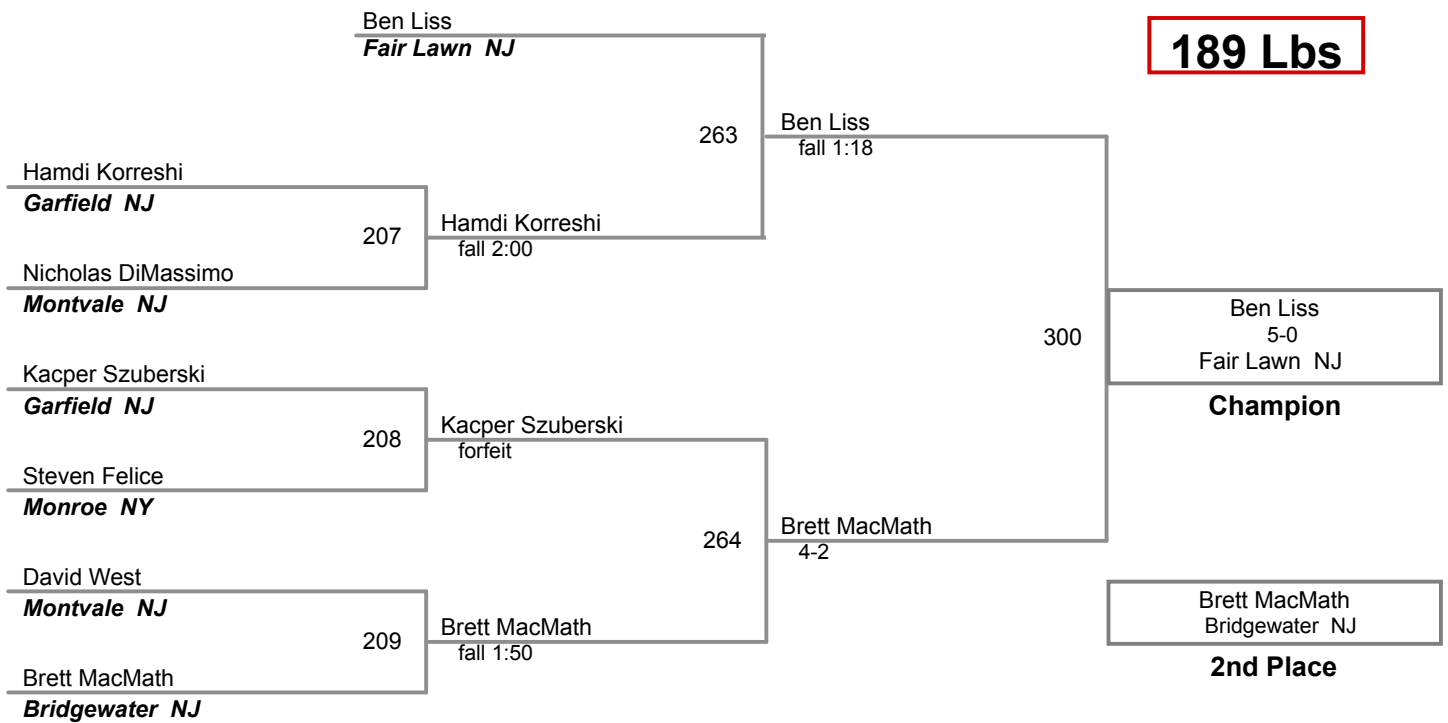 Ben Liss
Fair Lawn  NJ
189 Lbs
263
Ben Liss
fall 1:18
Hamdi Korreshi
Garfield  NJ
207
Hamdi Korreshi
fall 2:00
Nicholas DiMassimo
Montvale  NJ
300
Ben Liss
5-0
Fair Lawn  NJ
Champion
Kacper Szuberski
Garfield  NJ
208
Kacper Szuberski
forfeit
Steven Felice
Monroe  NY
264
Brett MacMath
4-2
David West
Montvale  NJ
209
Brett MacMath
fall 1:50
Brett MacMath
Bridgewater  NJ
Brett MacMath
Bridgewater  NJ
2nd Place